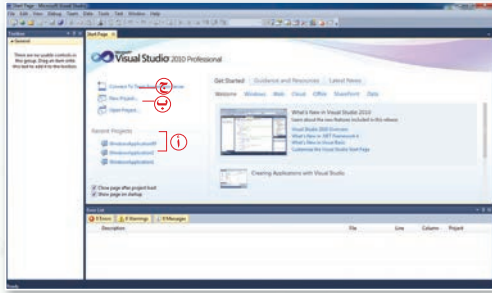 Start Page - Microsoft Visual Studio
File Edit View Debug Team Data Tools Test Window Help
Toolbox
Start Page
General
There are no usable controls in
this group. Drag an item onto
this text to add it to the toolbox.
Microsoft
Visual Studio 2010 Professional
Connect To Team Foundation Server
ج
New Project...
ب
Open Project...
Recent Projects
أ
WindowsApplication
WindowsApplication
WindowsApplication
Close page after project load
Show page on startup
Get Started Guidance and Resources Latest News
Welcome Windows Web Cloud Office SharePoint Data
What's New in Visual Studio 2010
Learn about the new features included in this release.
Visual Studio 2010 Overview
What's New in .NET Framework 4
What's New in Visual Basic
Customize the Visual Studio Start Page
Creating Applications with Visual Studio
Error List
0 Errors 0 Warnings 0 Messages
Description File Line Column Project
Ready